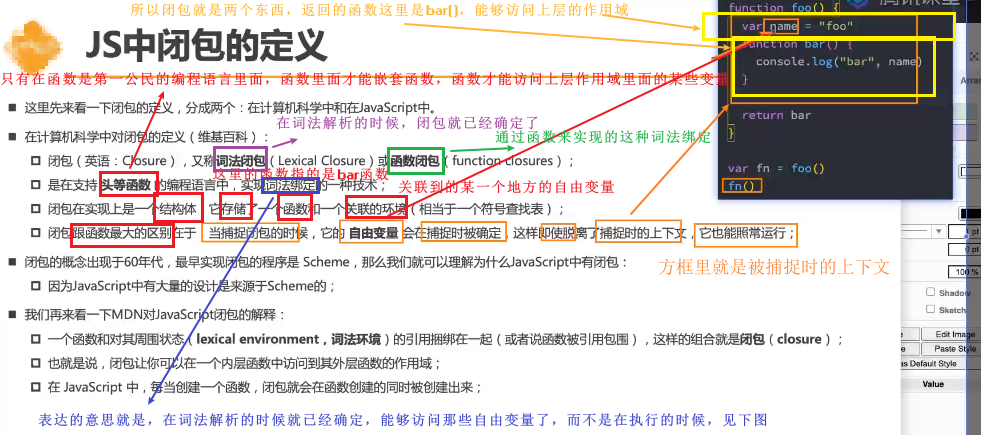 所以闭包就是两个东西，返回的函数这里是bar()，能够访问上层的作用域
JS中闭包的定义
只有在函数是第一公民的编程语言里面，函数里面才能嵌套函数，函数才能访问上层作用域里面的某些变量
这里先来看一下闭包的定义，分成两个：在计算机科学中和在JavaScript中。
在词法解析的时候，闭包就已经确定了
在计算机科学中对闭包的定义（维基百科）：
通过函数来实现的这种词法绑定
闭包（英语：Closure），又称词法闭包（Lexical Closure）或函数闭包（function closures）；
这里的函数指的是bar函数
是在支持 头等函数 的编程语言中，实现词法绑定的一种技术；
关联到的某一个地方的自由变量
闭包在实现上是一个结构体，它存储了一个函数和一个关联的环境（相当于一个符号查找表）；
闭包跟函数最大的区别在于，当捕捉闭包的时候，它的 自由变量 会在捕捉时被确定，这样即使脱离了捕捉时的上下文，它也能照常运行；
方框里就是被捕捉时的上下文
闭包的概念出现于60年代，最早实现闭包的程序是 Scheme，那么我们就可以理解为什么JavaScript中有闭包：
因为JavaScript中有大量的设计是来源于Scheme的；
我们再来看一下MDN对JavaScript闭包的解释：
一个函数和对其周围状态（lexical environment，词法环境）的引用捆绑在一起（或者说函数被引用包围），这样的组合就是闭包（closure）；
也就是说，闭包让你可以在一个内层函数中访问到其外层函数的作用域；
在 JavaScript 中，每当创建一个函数，闭包就会在函数创建的同时被创建出来；
表达的意思就是，在词法解析的时候就已经确定，能够访问那些自由变量了，而不是在执行的时候，见下图
function foo() {
var name = "foo"
function bar() {
console.log("bar", name)
}
return bar
}
var fn = foo()
fn()
腾讯课堂
pt
pt
100 %
Shadow
Sketch
Edit Image
Paste Style
as Default Style
Value